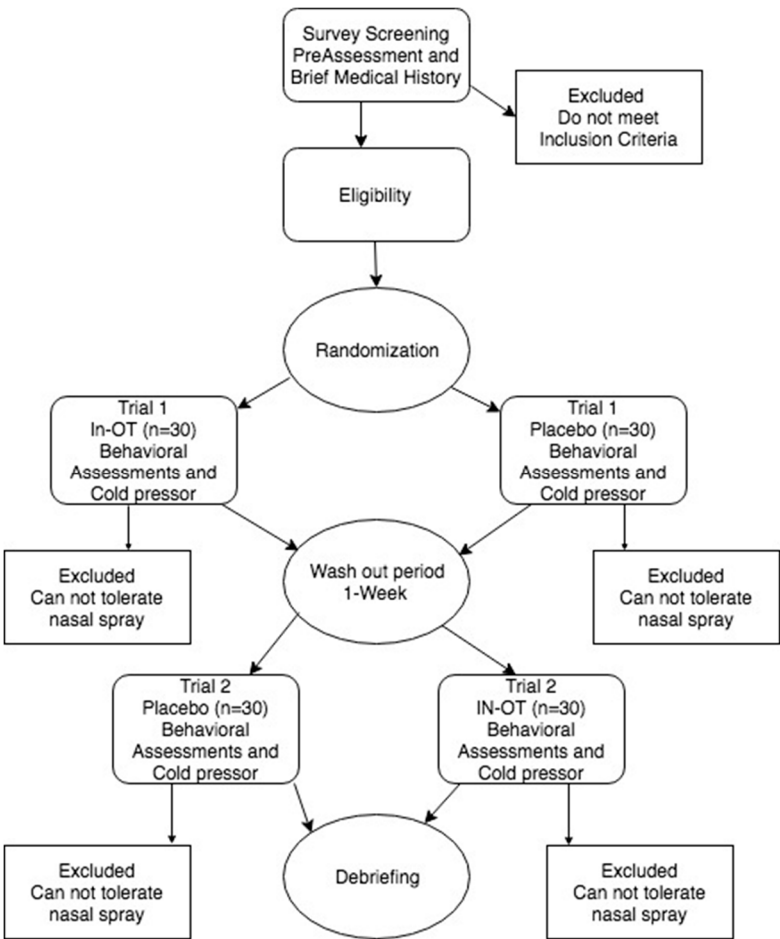 Survey Screening
PreAssessment and
Brief Medical History
Excluded
Do not meet
Inclusion Criteria
Eligibility
Randomization
Trial 1
In-OT (n=30)
Behavioral
Assessments and
Cold pressor
Trial 1
Placebo (n=30)
Behavioral
Assessments and
Cold pressor
Excluded
Can not tolerate
nasal spray
Wash out period
1-Week
Excluded
Can not tolerate
nasal spray
Trial 2
Placebo (n=30)
Behavioral
Assessments and
Cold pressor
Trial 2
IN-OT (n=30)
Behavioral
Assessments and
Cold pressor
Excluded
Can not tolerate
nasal spray
Debriefing
Excluded
Can not tolerate
nasal spray